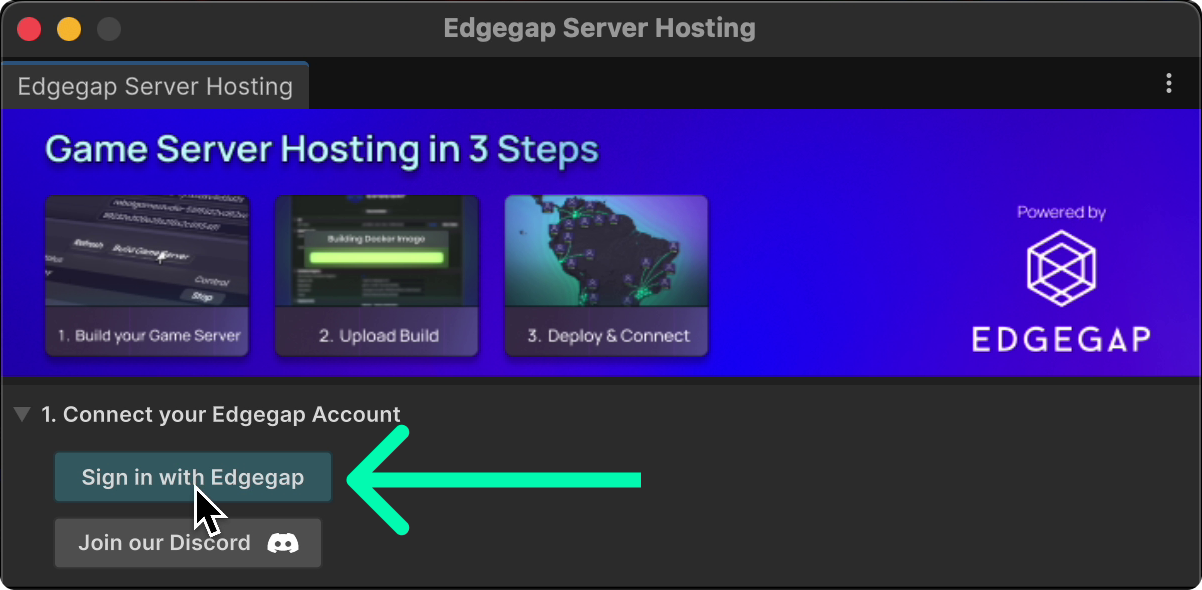 Edgegap Server Hosting
Edgegap Server Hosting
Game Server Hosting in 3 Steps
Refresh Build Game Server
Control
Stop
1. Build your Game Server
Building Docker Image
2. Upload Build
3. Deploy & Connect
Powered by
EDGEGAP
1. Connect your Edgegap Account
Sign in with Edgegap
Join our Discord